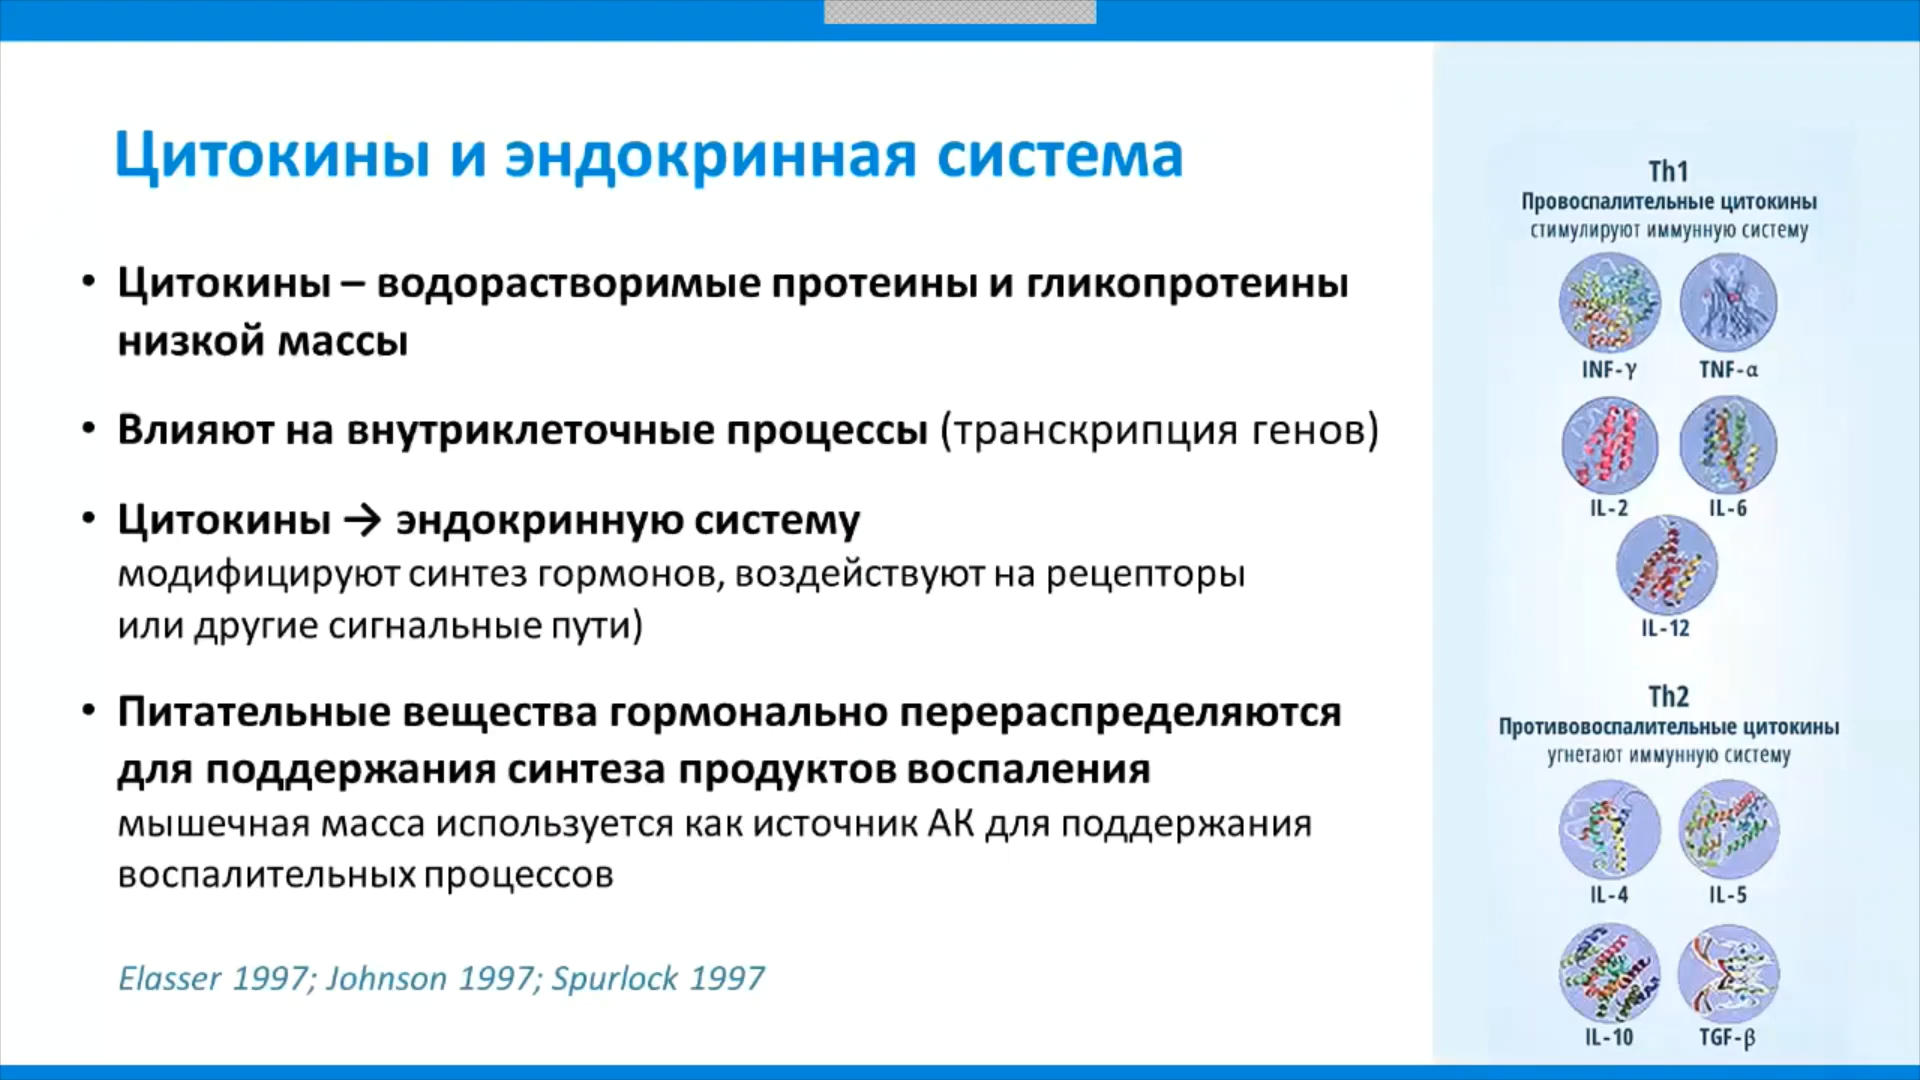 Цитокины и эндокринная система
• Цитокины – водорастворимые протеины и гликопротеины
низкой массы
• Влияют на внутриклеточные процессы (транскрипция генов)
• Цитокины → эндокринную систему
модифицируют синтез гормонов, воздействуют на рецепторы
или другие сигнальные пути)
• Питательные вещества гормонально перераспределяются
для поддержания синтеза продуктов воспаления
мышечная масса используется как источник АК для поддержания
воспалительных процессов
Elasser 1997; Johnson 1997; Spurlock 1997
Th1
Провоспалительные цитокины
стимулируют иммунную систему
INF-γ TNF-α
IL-2 IL-6
IL-12
Th2
Противовоспалительные цитокины
угнетают иммунную систему
IL-4 IL-5
IL-10 TGF-β